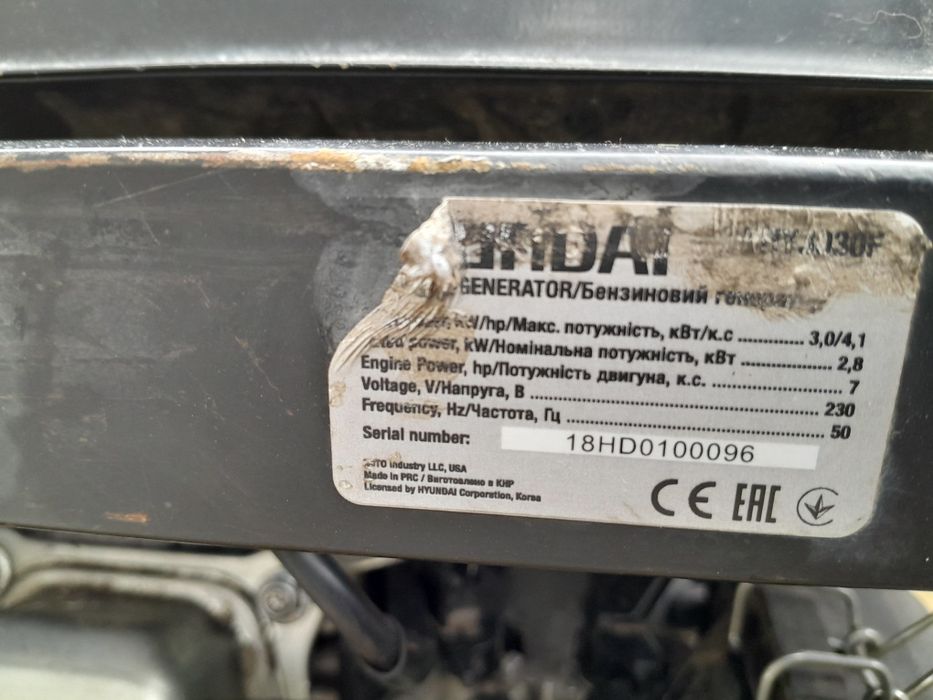 GENERATOR/Бензиновий
kW/hp/Макс. потужність, кВт/к.с ............... 3,0/4,1
power, kW/Номінальна потужність, кВт ............... 2,8
Engine Power, hp/Потужність двигуна, к.с. ............... 7
Voltage, V/Напруга, В ............... 230
Frequency, Hz/Частота, Гц ............... 50
Serial number: 18HD0100096
Industry LLC, USA
Made in PRC / Виготовлено в КНР
Licensed by HYUNDAI Corporation, Korea
CE EAC